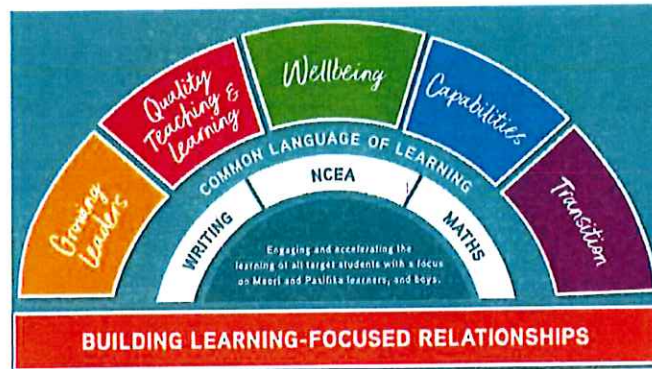 Growing
Leaders
Quality
Teaching &
Learning
Wellbeing
Capabilities
Transition
COMMON LANGUAGE OF LEARNING
WRITING
NCEA
MATHS
Engaging and accelerating the
learning of all target students with a focus
on Maori and Pasifika learners, and boys.
BUILDING LEARNING-FOCUSED RELATIONSHIPS